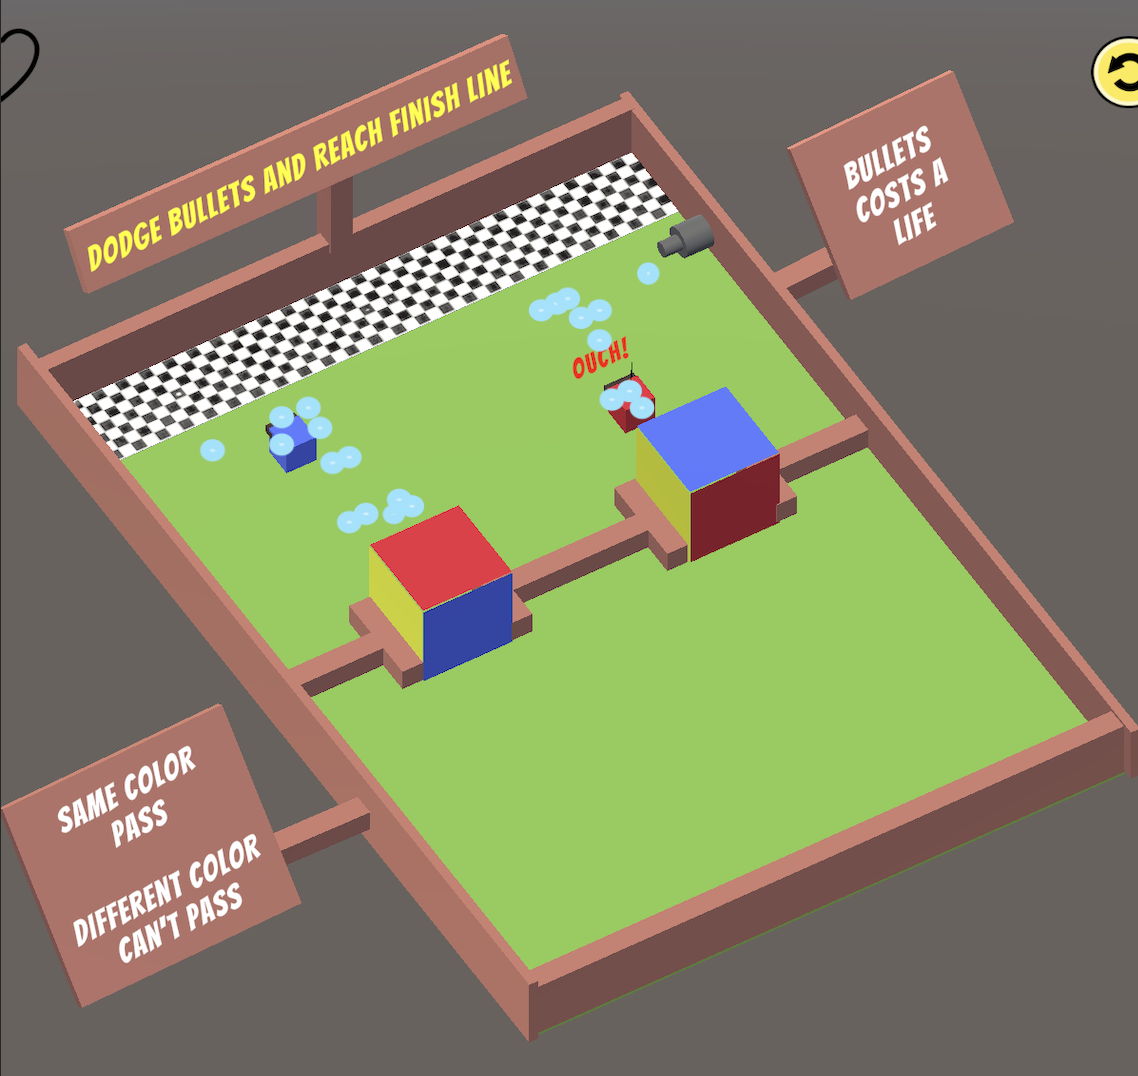 DODGE BULLETS AND REACH FINISH LINE
BULLETS
COSTS A
LIFE
OUCH!
SAME COLOR
PASS
DIFFERENT COLOR
CAN'T PASS